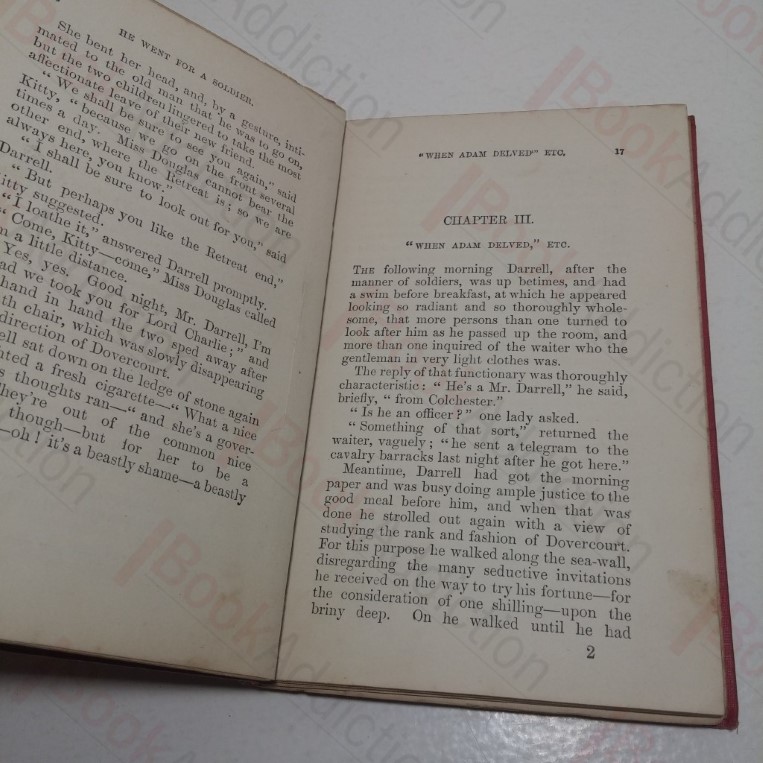 HE WENT FOR A SOLDIER.
She bent her head, and, by a gesture, inti-
mated to the old man that he was to go on,
but the two children lingered to take the most
affectionate leave of their new friend.
"We shall be sure to see you again," said
Kitty, "because we go on the front several
times a day. Miss Douglas cannot bear the
other end, where the Retreat is; so we are
always here, you know."
"I shall be sure to look out for you," said
Darrell.
"But perhaps you like the Retreat end,"
itty suggested.
"I loathe it," answered Darrell promptly.
"Come, Kitty—come," Miss Douglas called
a little distance.
Yes, yes. Good night, Mr. Darrell, I'm
ad we took you for Lord Charlie;" and
hand in hand the two sped away after
th chair, which was slowly disappearing
direction of Dovercourt.
ell sat down on the ledge of stone again
hted a fresh cigarette—"What a nice
s thoughts ran—"and she's a gover-
hey're out of the common nice
though—but for her to be a
—oh! it's a beastly shame—a beastly
"WHEN ADAM DELVED" ETC. 17
CHAPTER III.
"WHEN ADAM DELVED," ETC.
THE following morning Darrell, after the
manner of soldiers, was up betimes, and had
a swim before breakfast, at which he appeared
looking so radiant and so thoroughly whole-
some, that more persons than one turned to
look after him as he passed up the room, and
more than one inquired of the waiter who the
gentleman in very light clothes was.
The reply of that functionary was thoroughly
characteristic: "He's a Mr. Darrell," he said,
briefly, "from Colchester."
"Is he an officer?" one lady asked.
"Something of that sort," returned the
waiter, vaguely; "he sent a telegram to the
cavalry barracks last night after he got here."
Meantime, Darrell had got the morning
paper and was busy doing ample justice to the
good meal before him, and when that was
done he strolled out again with a view of
studying the rank and fashion of Dovercourt.
For this purpose he walked along the sea-wall,
disregarding the many seductive invitations
he received on the way to try his fortune—for
the consideration of one shilling—upon the
briny deep. On he walked until he had
2
BookAddiction